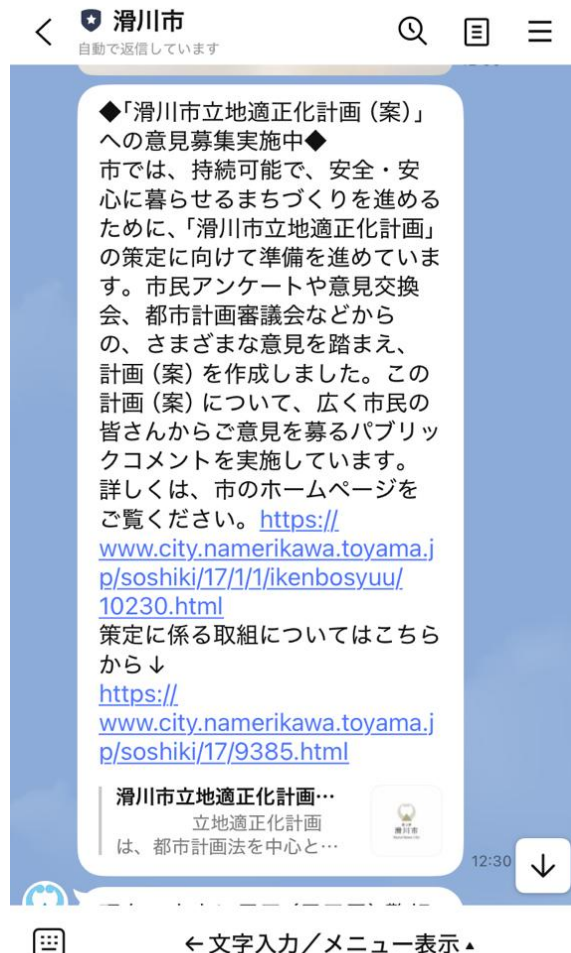 滑川市
自動で返信しています
◆「滑川市立地適正化計画（案）」
への意見募集実施中◆
市では、持続可能で、安全・安
心に暮らせるまちづくりを進める
ために、「滑川市立地適正化計画」
の策定に向けて準備を進めていま
す。市民アンケートや意見交換
会、都市計画審議会などから
の、さまざまな意見を踏まえ、
計画（案）を作成しました。この
計画（案）について、広く市民の
皆さんからご意見を募るパブリッ
クコメントを実施しています。
詳しくは、市のホームページを
ご覧ください。https://
www.city.namerikawa.toyama.j
p/soshiki/17/1/1/ikenbosyuu/
10230.html
策定に係る取組についてはこちら
から↓
https://
www.city.namerikawa.toyama.j
p/soshiki/17/9385.html
滑川市立地適正化計画…
立地適正化計画
は、都市計画法を中心と…
滑川市
12:30
←文字入力／メニュー表示▲